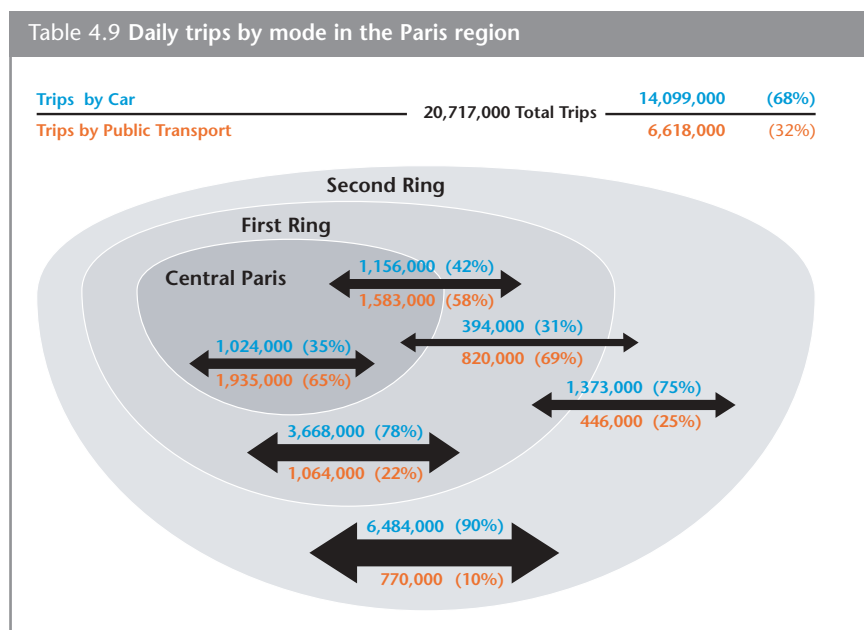 Table 4.9 Daily trips by mode in the Paris region
Trips by Car
20,717,000 Total Trips
14,099,000 (68%)
Trips by Public Transport
6,618,000 (32%)
Second Ring
First Ring
Central Paris
1,156,000 (42%)
1,583,000 (58%)
394,000 (31%)
820,000 (69%)
1,024,000 (35%)
1,935,000 (65%)
1,373,000 (75%)
446,000 (25%)
3,668,000 (78%)
1,064,000 (22%)
6,484,000 (90%)
770,000 (10%)